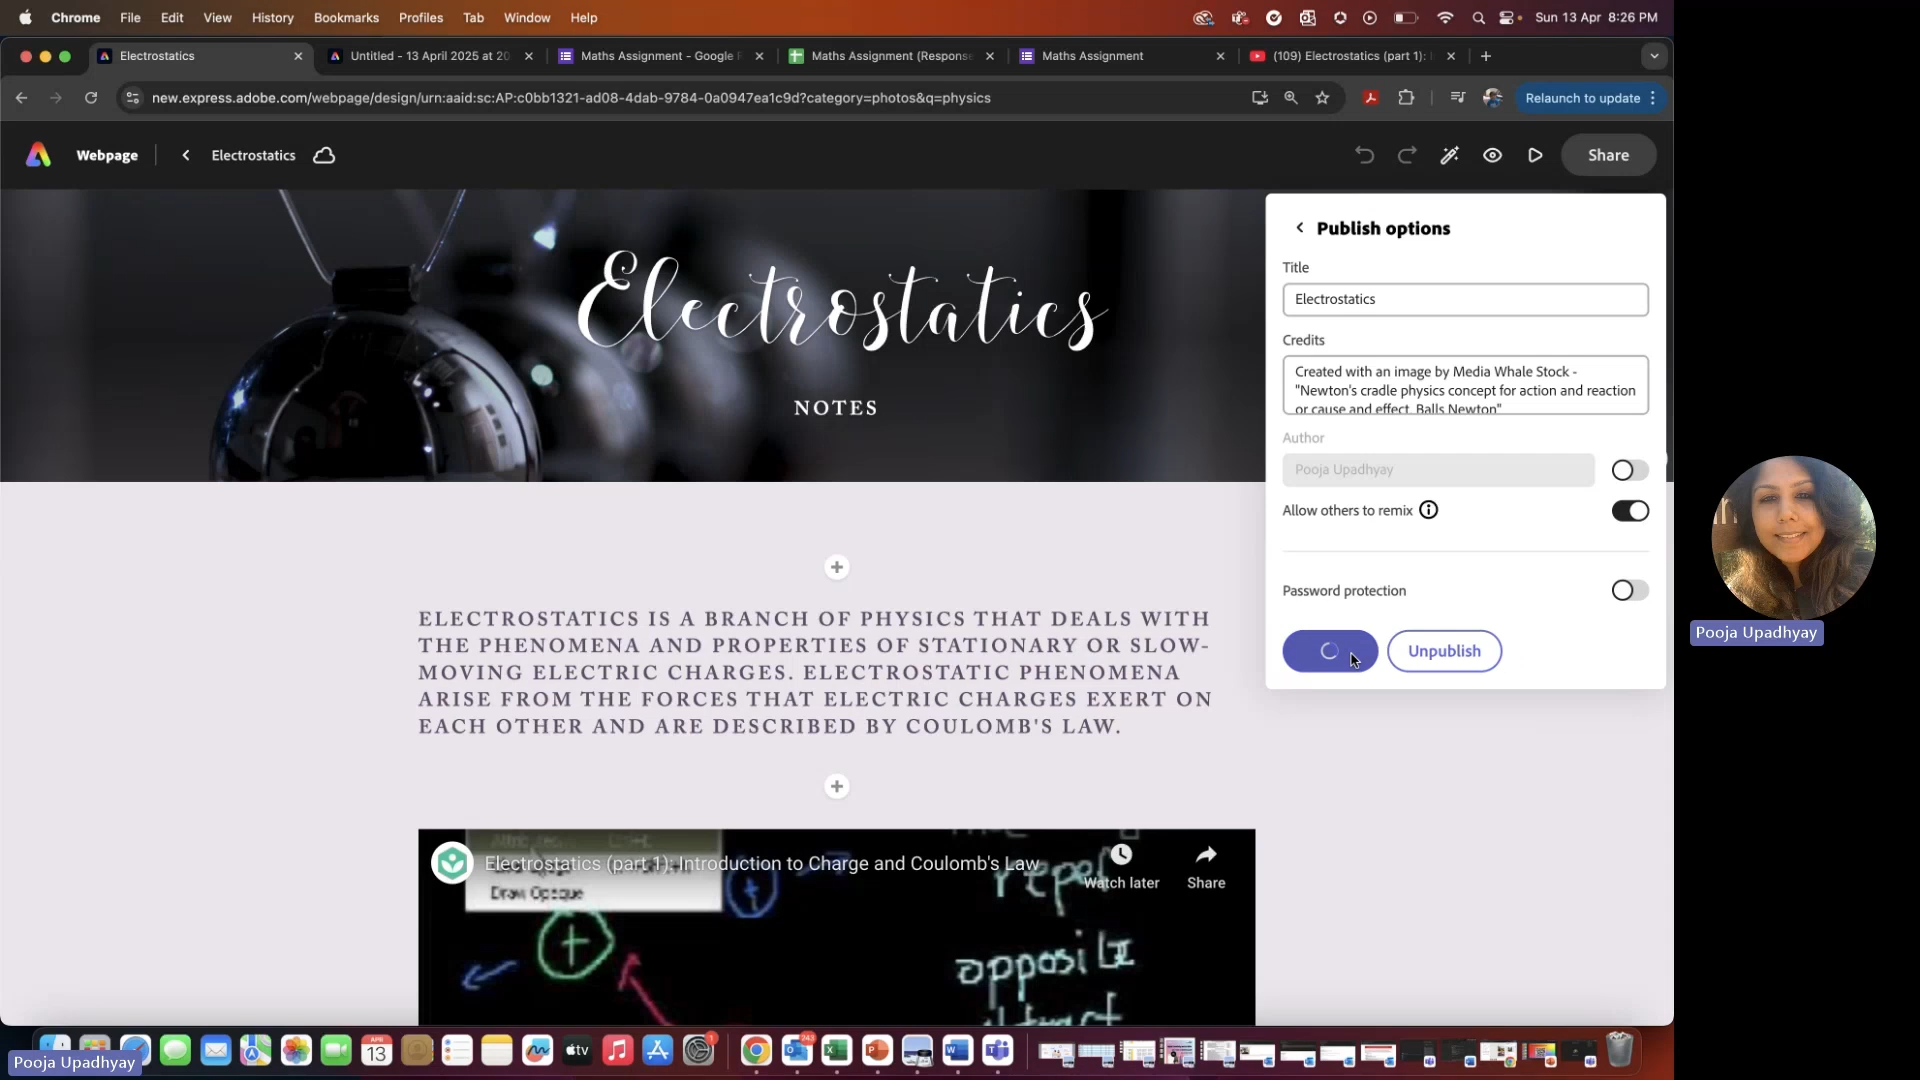 Chrome File Edit View History Bookmarks Profiles Tab Window Help
Sun 13 Apr 8:26 PM
Electrostatics
Untitled - 13 April 2025 at 20
Maths Assignment - Google F
Maths Assignment (Response
Maths Assignment
(109) Electrostatics (part 1):
new.express.adobe.com/webpage/design/urn:aaid:sc:AP:c0bb1321-ad08-4dab-9784-0a0947ea1c9d?category=photos&q=physics
Relaunch to update
Webpage
Electrostatics
Share
Electrostatics
NOTES
Publish options
Title
Electrostatics
Credits
Created with an image by Media Whale Stock -
"Newton's cradle physics concept for action and reaction
or cause and effect. Balls Newton"
Author
Pooja Upadhyay
Allow others to remix
Password protection
Unpublish
ELECTROSTATICS IS A BRANCH OF PHYSICS THAT DEALS WITH
THE PHENOMENA AND PROPERTIES OF STATIONARY OR SLOW-
MOVING ELECTRIC CHARGES. ELECTROSTATIC PHENOMENA
ARISE FROM THE FORCES THAT ELECTRIC CHARGES EXERT ON
EACH OTHER AND ARE DESCRIBED BY COULOMB'S LAW.
Electrostatics (part 1): Introduction to Charge and Coulomb's Law
Watch later
Share
Draw Opaque
repel
opposite
attract
Pooja Upadhyay
APR
13
tv
1
241
Pooja Upadhyay